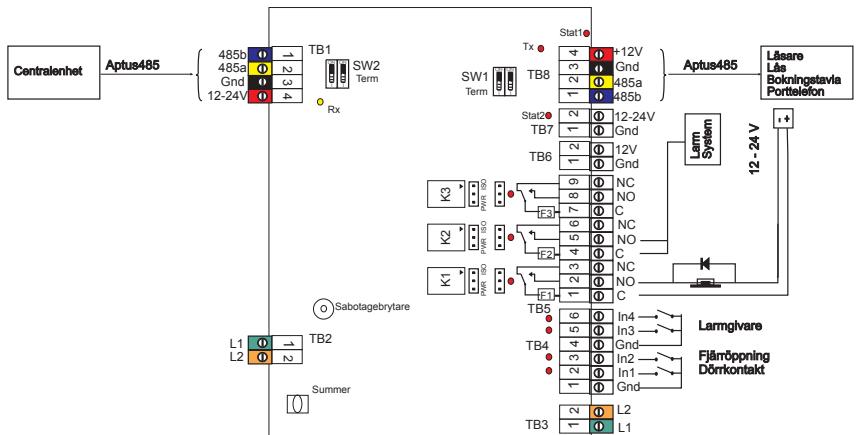 Centralenhet
Aptus485
485b 1 TB1
485a 2
Gnd 3
12-24V 4
SW2
Term
Rx
Stat1
Tx
4 +12V
3 Gnd
TB8
2 485a
1 485b
SW1
Term
Aptus485
Läsare
Lås
Bokningstavla
Porttelefon
Stat2
2 12-24V
TB7 1 Gnd
2 12V
TB6
1 Gnd
Larm
System
- +
12 - 24 V
K3 PWR ISO
9 NC
8 NO
F3 7 C
K2 PWR ISO
6 NC
5 NO
F2 4 C
K1 PWR ISO
3 NC
2 NO
F1 1 C
TB5
Sabotagebrytare
6 In4
5 In3
Larmgivare
TB4 4 Gnd
3 In2
Fjärröppning
2 In1
Dörrkontakt
1 Gnd
L1 1 TB2
L2 2
Summer
2 L2
TB3 1 L1